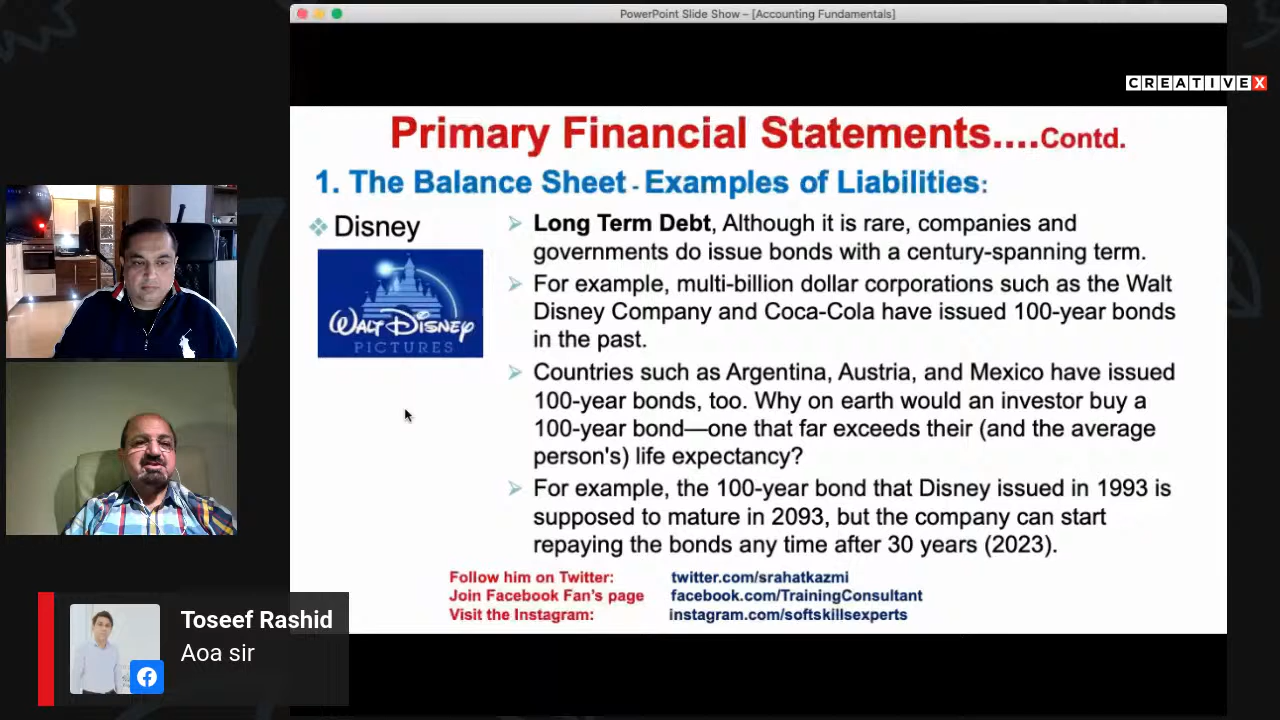 PowerPoint Slide Show – [Accounting Fundamentals]
CREATIVEX
Primary Financial Statements....Contd.
1. The Balance Sheet - Examples of Liabilities:
Disney
WALT DISNEY
PICTURES
Long Term Debt, Although it is rare, companies and
governments do issue bonds with a century-spanning term.
For example, multi-billion dollar corporations such as the Walt
Disney Company and Coca-Cola have issued 100-year bonds
in the past.
Countries such as Argentina, Austria, and Mexico have issued
100-year bonds, too. Why on earth would an investor buy a
100-year bond—one that far exceeds their (and the average
person's) life expectancy?
For example, the 100-year bond that Disney issued in 1993 is
supposed to mature in 2093, but the company can start
repaying the bonds any time after 30 years (2023).
Follow him on Twitter: twitter.com/srahatkazmi
Join Facebook Fan's page facebook.com/TrainingConsultant
Visit the Instagram: instagram.com/softskillsexperts
Toseef Rashid
Aoa sir